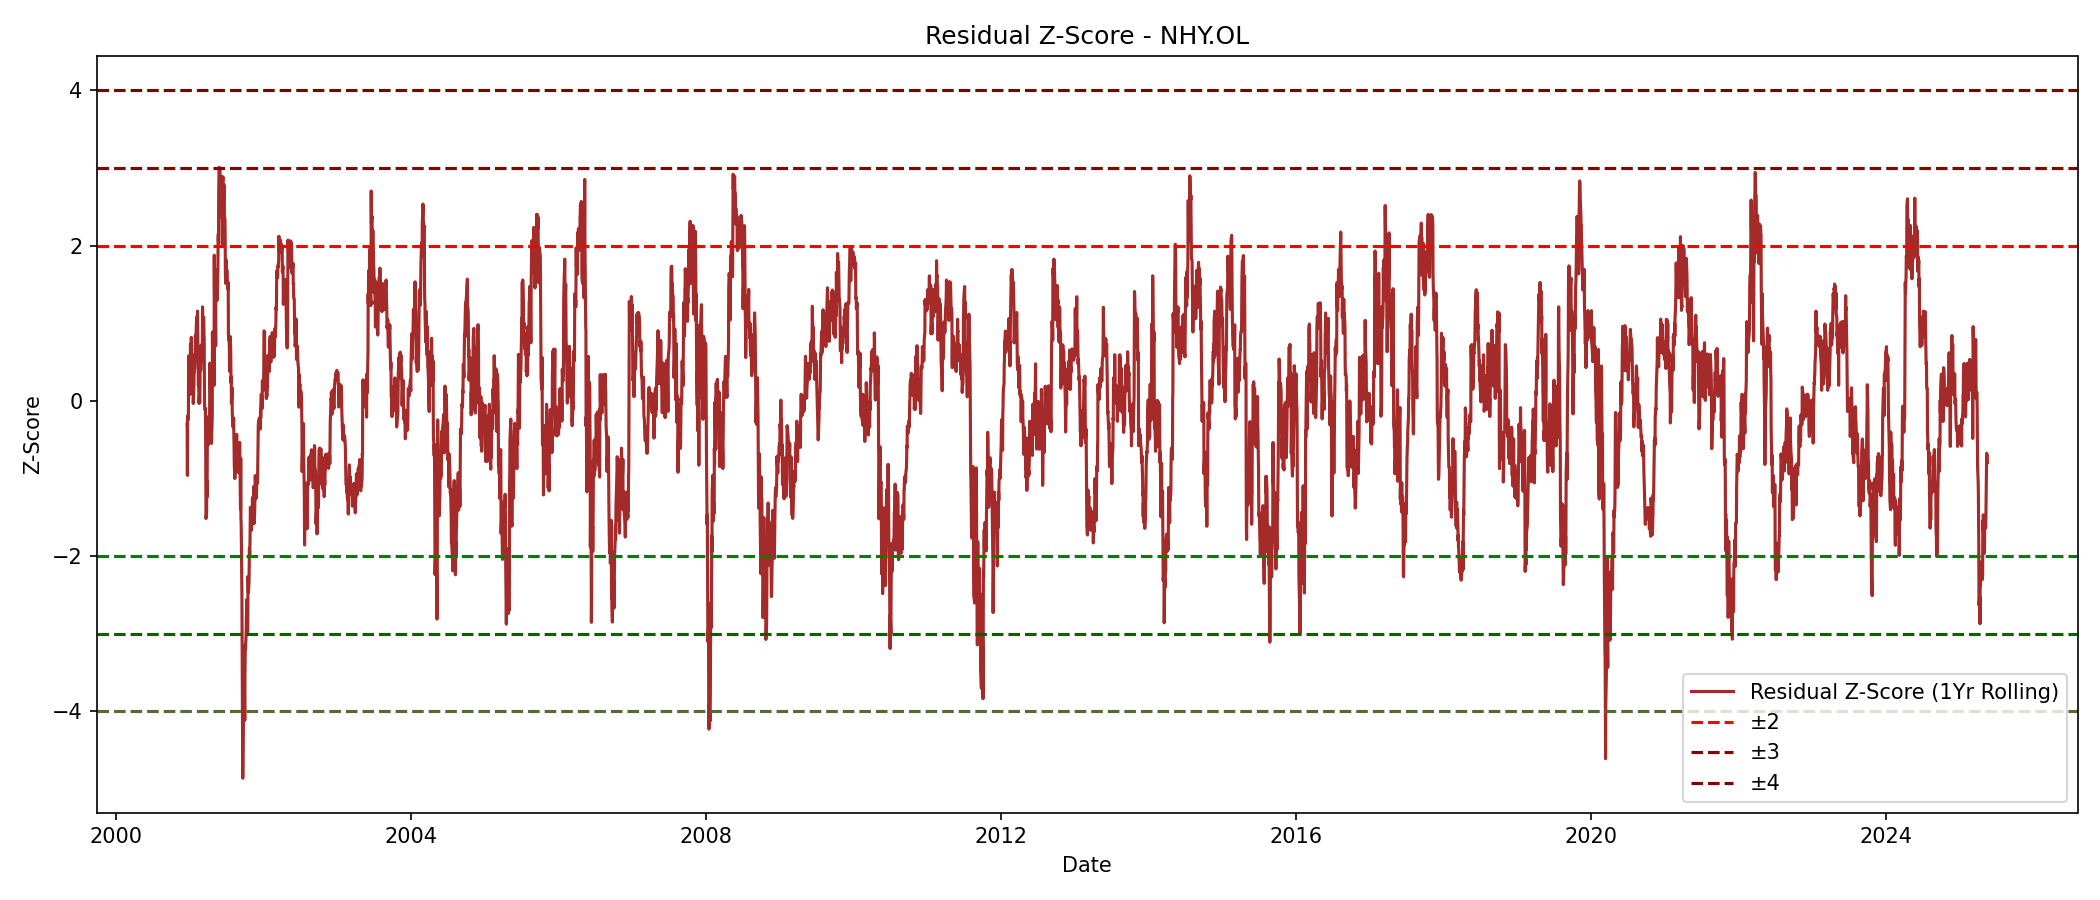 Residual Z-Score - NHY.OL
Z-Score
4
2
0
−2
−4
Residual Z-Score (1Yr Rolling)
±2
±3
±4
2000 2004 2008 2012 2016 2020 2024
Date